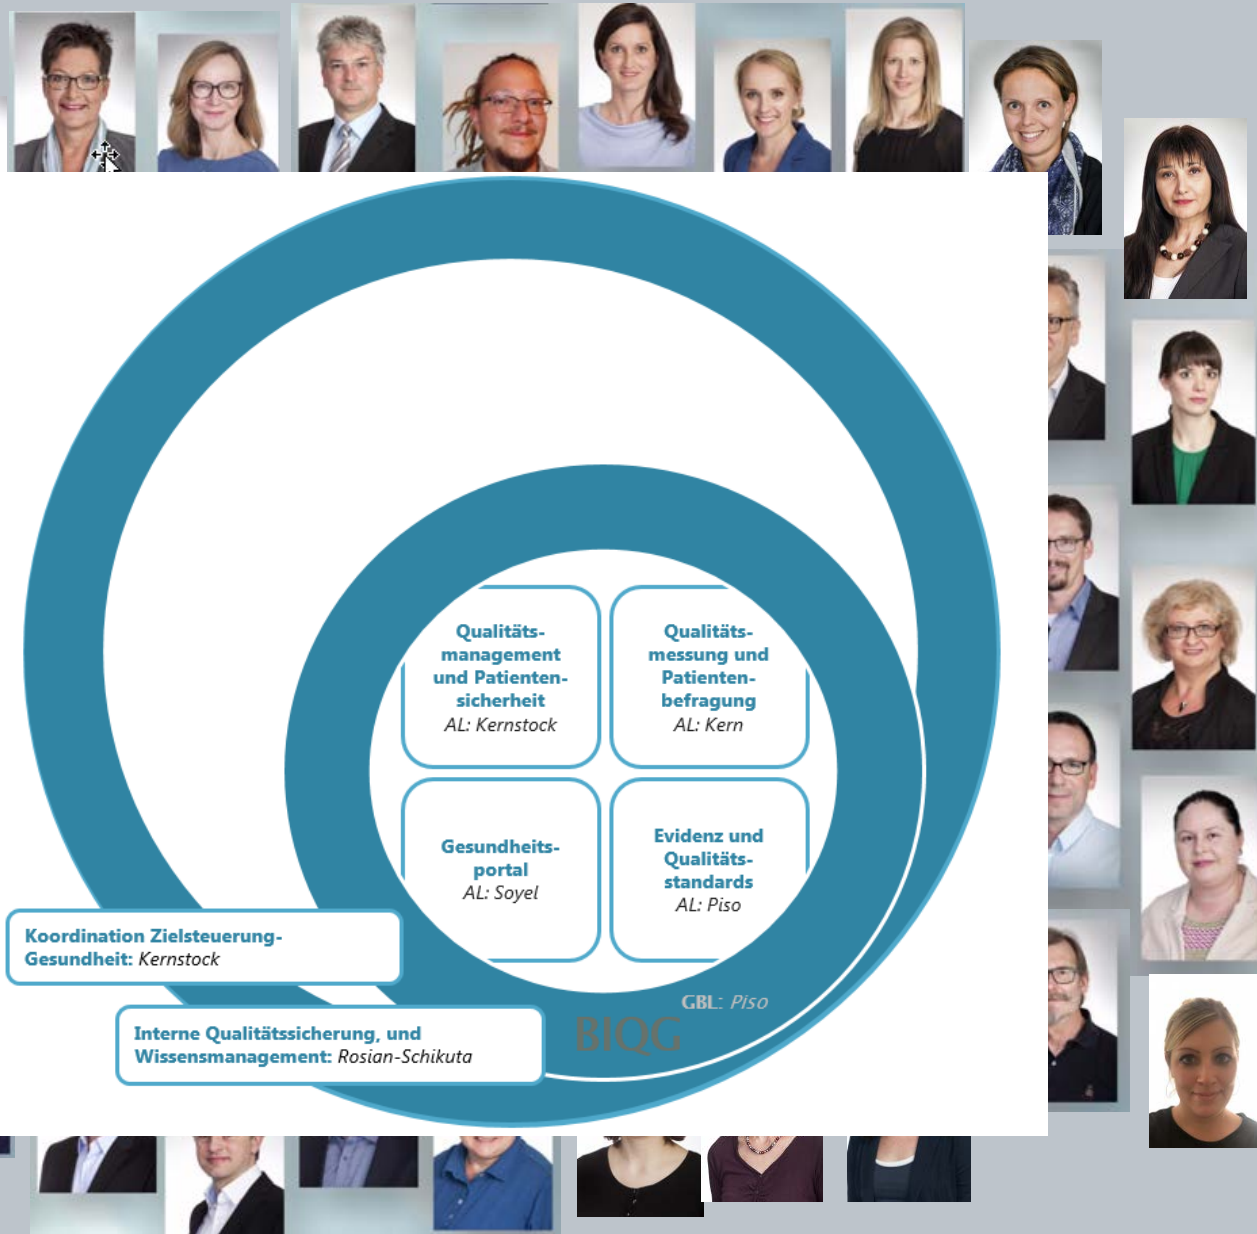 Qualitäts-
management
und Patienten-
sicherheit
AL: Kernstock
Qualitäts-
messung und
Patienten-
befragung
AL: Kern
Gesundheits-
portal
AL: Soyel
Evidenz und
Qualitäts-
standards
AL: Piso
Koordination Zielsteuerung-
Gesundheit: Kernstock
GBL: Piso
BIQG
Interne Qualitätssicherung, und
Wissensmanagement: Rosian-Schikuta